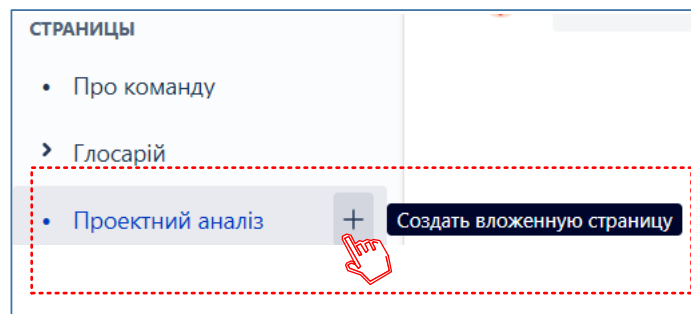 СТРАНИЦЫ
• Про команду
Глосарій
• Проектний аналіз + Создать вложенную страницу